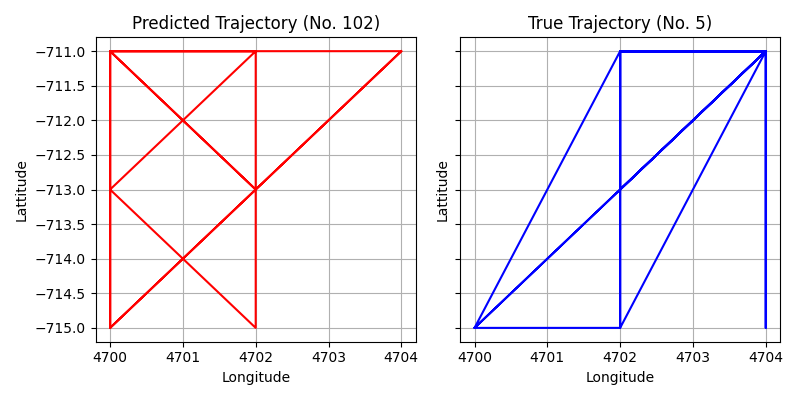 Predicted Trajectory (No. 102)
Lattitude
−711.0
−711.5
−712.0
−712.5
−713.0
−713.5
−714.0
−714.5
−715.0
4700 4701 4702 4703 4704
Longitude
True Trajectory (No. 5)
Lattitude
4700 4701 4702 4703 4704
Longitude